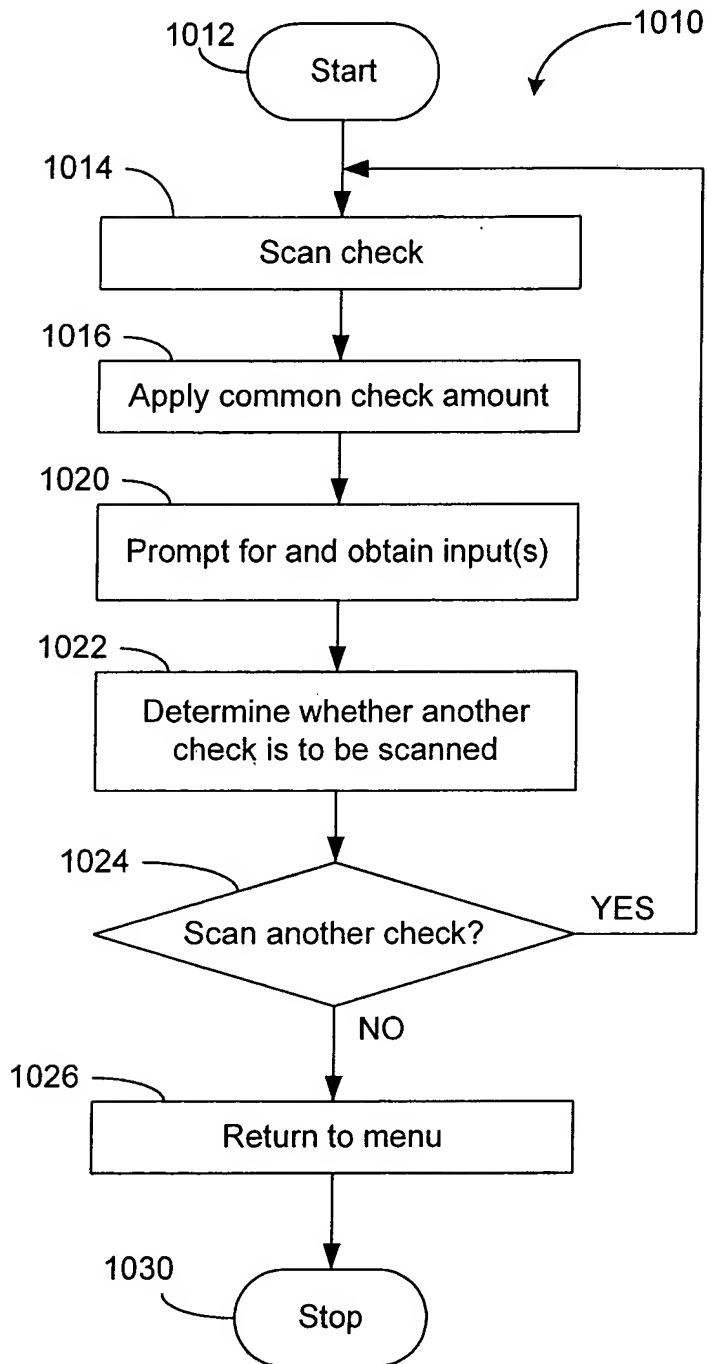 1012
Start
1010
1014
Scan check
1016
Apply common check amount
1020
Prompt for and obtain input(s)
1022
Determine whether another
check is to be scanned
1024
Scan another check?
YES
NO
1026
Return to menu
1030
Stop